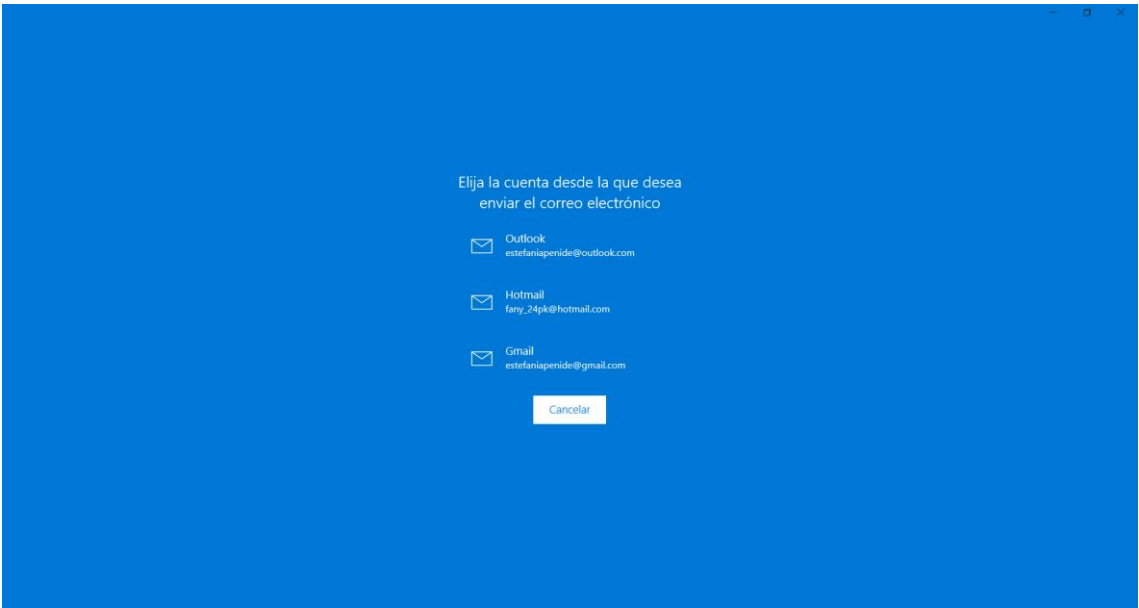 Elija la cuenta desde la que desea
enviar el correo electrónico
Outlook
estefaniapenide@outlook.com
Hotmail
fany_24pk@hotmail.com
Gmail
estefaniapenide@gmail.com
Cancelar